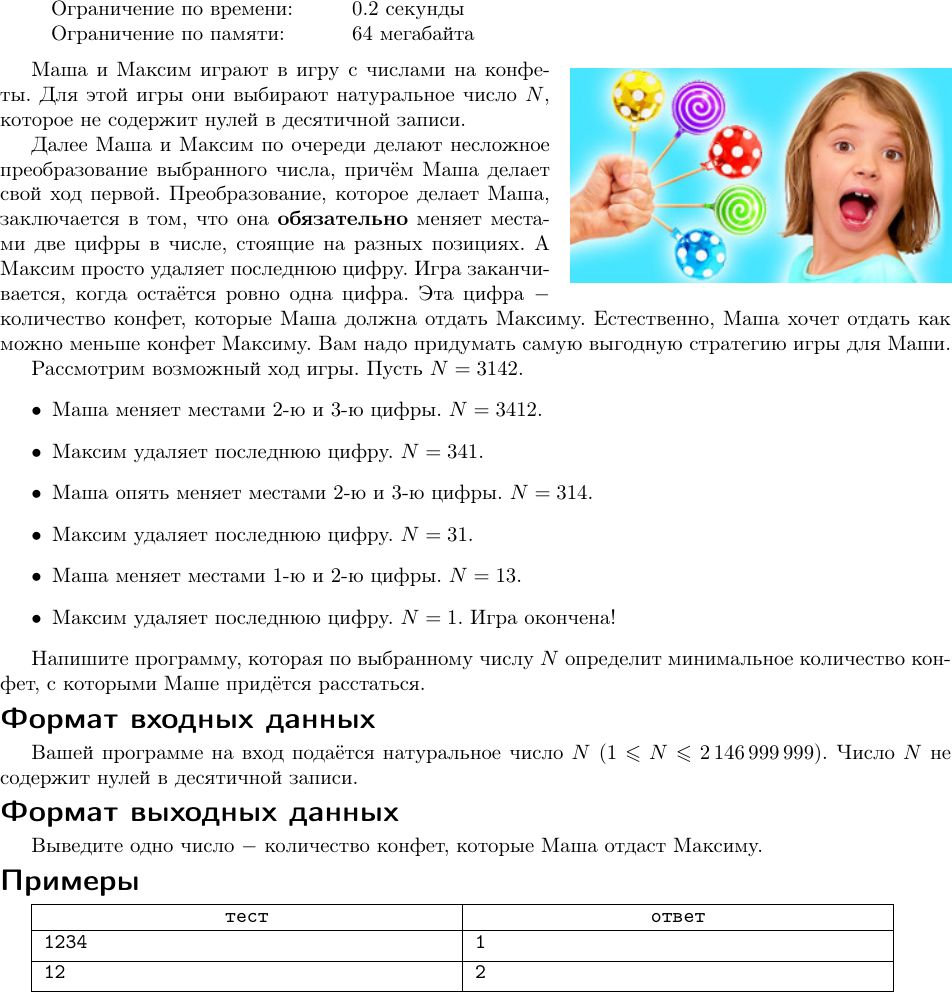 Ограничение по времени: 0.2 секунды
Ограничение по памяти: 64 мегабайта
Маша и Максим играют в игру с числами на конфе-
ты. Для этой игры они выбирают натуральное число N,
которое не содержит нулей в десятичной записи.
Далее Маша и Максим по очереди делают несложное
преобразование выбранного числа, причём Маша делает
свой ход первой. Преобразование, которое делает Маша,
заключается в том, что она обязательно меняет места-
ми две цифры в числе, стоящие на разных позициях. А
Максим просто удаляет последнюю цифру. Игра заканчи-
вается, когда остаётся ровно одна цифра. Эта цифра –
количество конфет, которые Маша должна отдать Максиму. Естественно, Маша хочет отдать как
можно меньше конфет Максиму. Вам надо придумать самую выгодную стратегию игры для Маши.
Рассмотрим возможный ход игры. Пусть N = 3142.
• Маша меняет местами 2-ю и 3-ю цифры. N = 3412.
• Максим удаляет последнюю цифру. N = 341.
• Маша опять меняет местами 2-ю и 3-ю цифры. N = 314.
• Максим удаляет последнюю цифру. N = 31.
• Маша меняет местами 1-ю и 2-ю цифры. N = 13.
• Максим удаляет последнюю цифру. N = 1. Игра окончена!
Напишите программу, которая по выбранному числу N определит минимальное количество кон-
фет, с которыми Маше придётся расстаться.
Формат входных данных
Вашей программе на вход подаётся натуральное число N (1 ⩽ N ⩽ 2 146 999 999). Число N не
содержит нулей в десятичной записи.
Формат выходных данных
Выведите одно число – количество конфет, которые Маша отдаст Максиму.
Примеры
тест ответ
1234 1
12 2